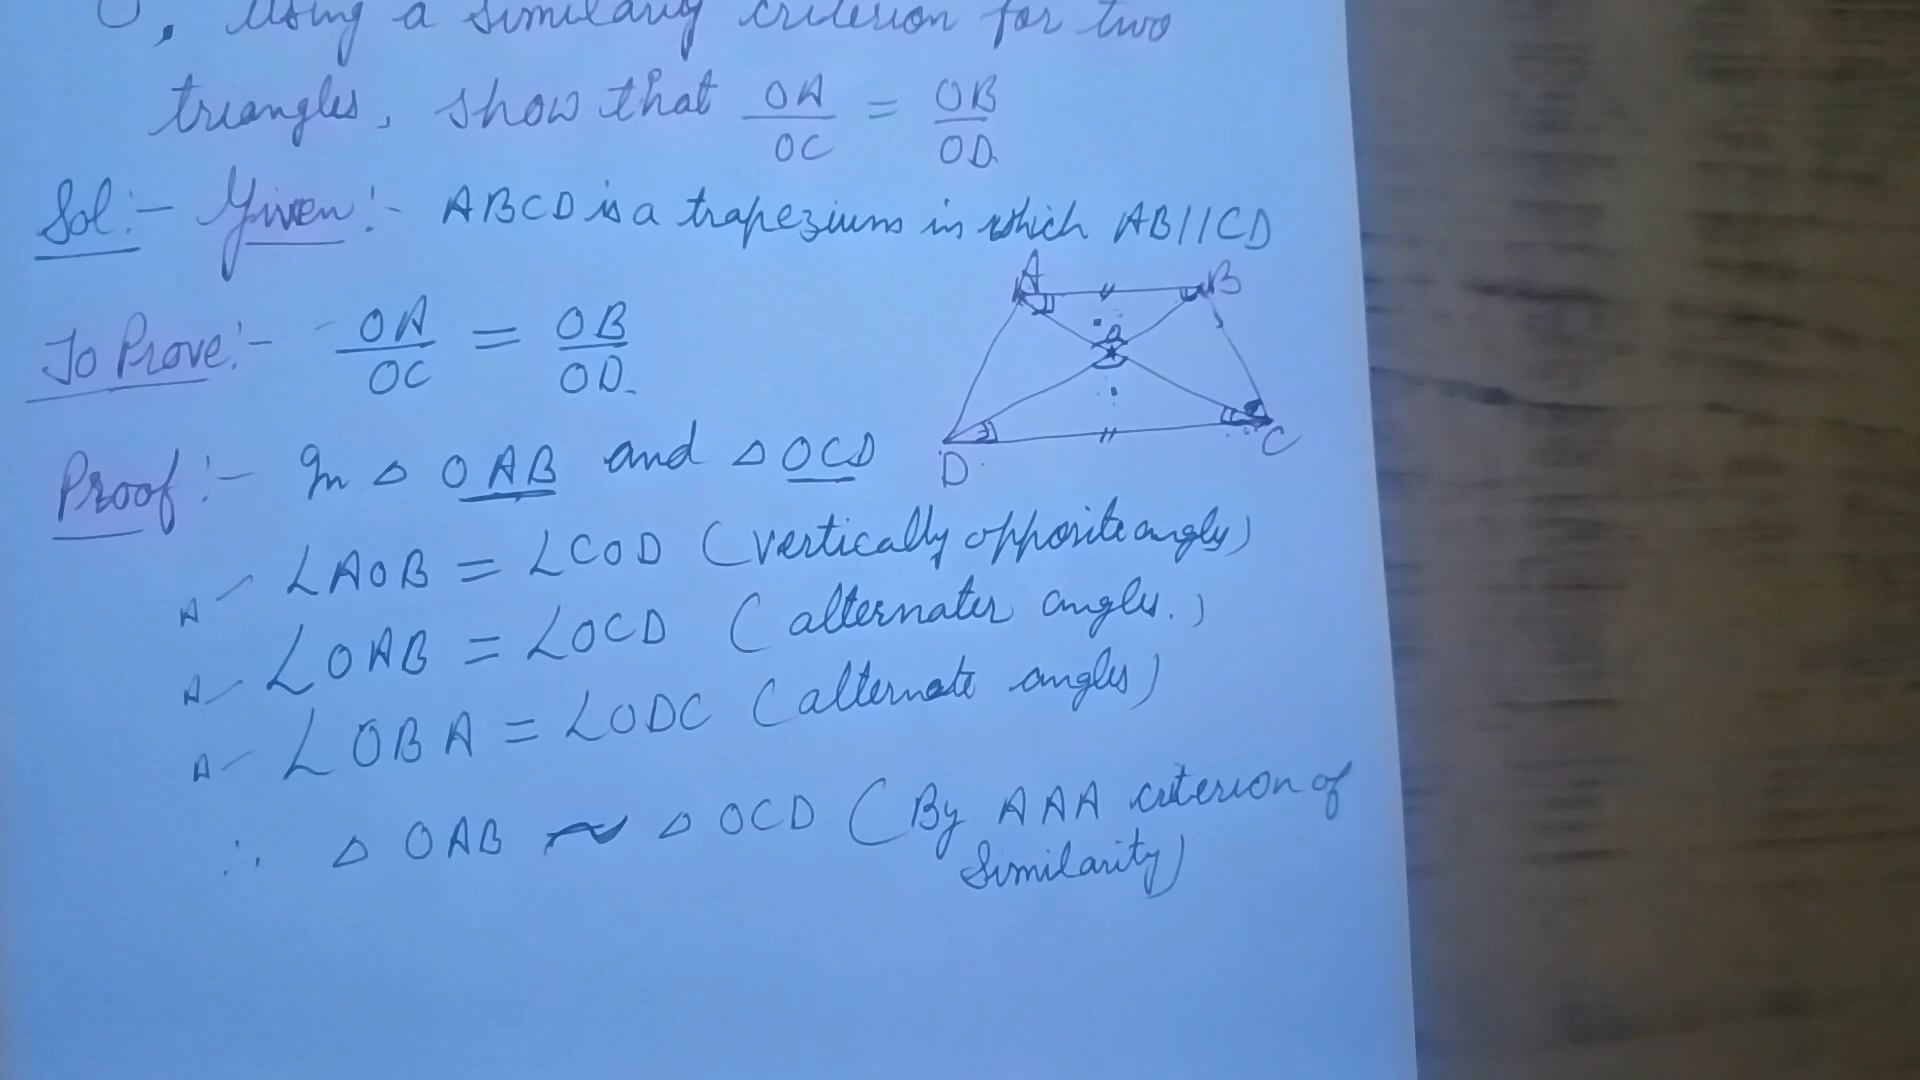 O, Using a similarity criterion for two
triangles, show that OA/OC = OB/OD.
Sol:- Given:- ABCD is a trapezium in which AB//CD
A B
To Prove:- OA/OC = OB/OD.
O
D C
Proof:- In △ OAB and △ OCD
A ∠AOB = ∠COD (vertically opposite angles)
A ∠OAB = ∠OCD (alternater angles.)
A ∠OBA = ∠ODC (alternate angles)
∴ △ OAB ~ △ OCD (By AAA criterion of
Similarity)